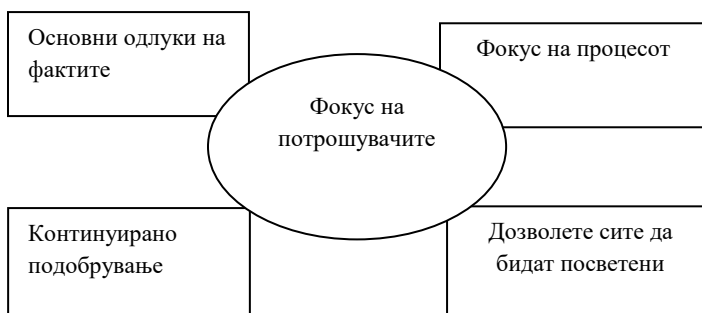 Основни одлуки на
фактите
Фокус на процесот
Фокус на
потрошувачите
Континуирано
подобрување
Дозволете сите да
бидат посветени